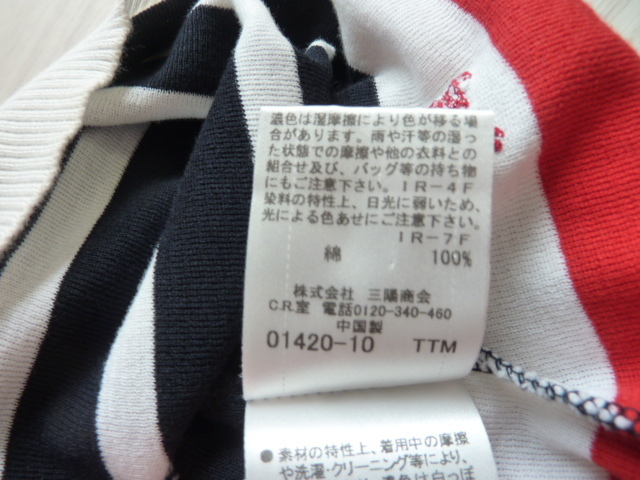 濃色は湿摩擦により色が移る場
合があります。雨や汗等の湿っ
た状態での摩擦や他の衣料との
組合せ及び、バッグ等の持ち物
にもご注意下さい。IR-4F
染料の特性上、日光に弱いため、
光による色あせにご注意下さい。
IR-7F
綿 100%
株式会社 三陽商会
C.R.室 電話0120-340-460
中国製
01420-10 TTM
●素材の特性上、着用中の摩擦
や洗濯・クリーニング等により、
濃色は白っぽ